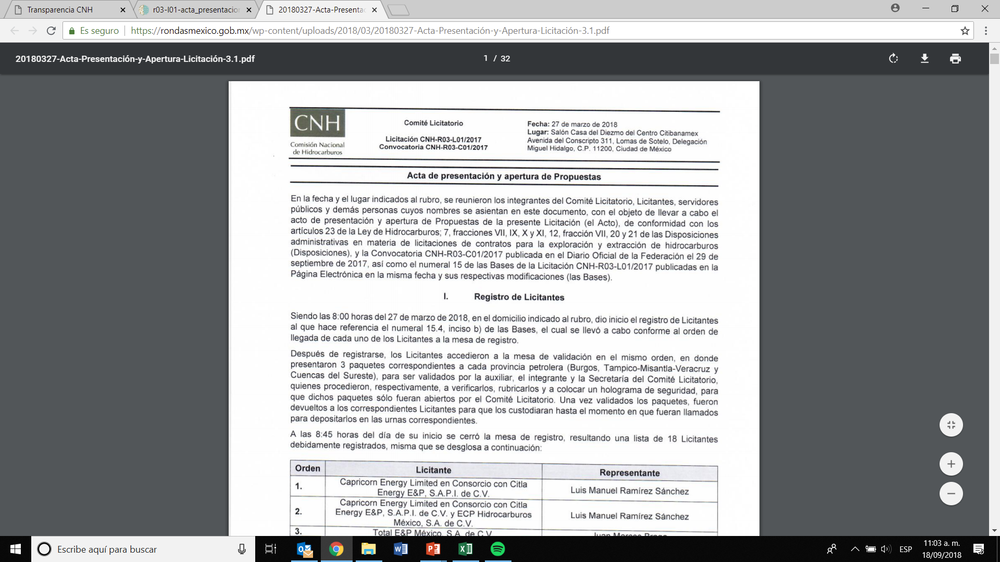 Transparencia CNH
r03-l01-acta_presentacio
20180327-Acta-Presenta
Es seguro
https://rondasmexico.gob.mx/wp-content/uploads/2018/03/20180327-Acta-Presentación-y-Apertura-Licitación-3.1.pdf
20180327-Acta-Presentación-y-Apertura-Licitación-3.1.pdf
1 / 32
CNH
Comisión Nacional
de Hidrocarburos
Comité Licitatorio
Licitación CNH-R03-L01/2017
Convocatoria CNH-R03-C01/2017
Fecha: 27 de marzo de 2018
Lugar: Salón Casa del Diezmo del Centro Citibanamex
Avenida del Conscripto 311, Lomas de Sotelo, Delegación
Miguel Hidalgo, C.P. 11200, Ciudad de México
Acta de presentación y apertura de Propuestas
En la fecha y el lugar indicados al rubro, se reunieron los integrantes del Comité Licitatorio, Licitantes, servidores
públicos y demás personas cuyos nombres se asientan en este documento, con el objeto de llevar a cabo el
acto de presentación y apertura de Propuestas de la presente Licitación (el Acto), de conformidad con los
artículos 23 de la Ley de Hidrocarburos; 7, fracciones VII, IX, X y XI, 12, fracción VII, 20 y 21 de las Disposiciones
administrativas en materia de licitaciones de contratos para la exploración y extracción de hidrocarburos
(Disposiciones), y la Convocatoria CNH-R03-C01/2017 publicada en el Diario Oficial de la Federación el 29 de
septiembre de 2017, así como el numeral 15 de las Bases de la Licitación CNH-R03-L01/2017 publicadas en la
Página Electrónica en la misma fecha y sus respectivas modificaciones (las Bases).
I. Registro de Licitantes
Siendo las 8:00 horas del 27 de marzo de 2018, en el domicilio indicado al rubro, dio inicio el registro de Licitantes
al que hace referencia el numeral 15.4, inciso b) de las Bases, el cual se llevó a cabo conforme al orden de
llegada de cada uno de los Licitantes a la mesa de registro.
Después de registrarse, los Licitantes accedieron a la mesa de validación en el mismo orden, en donde
presentaron 3 paquetes correspondientes a cada provincia petrolera (Burgos, Tampico-Misantla-Veracruz y
Cuencas del Sureste), para ser validados por la auxiliar, el integrante y la Secretaría del Comité Licitatorio,
quienes procedieron, respectivamente, a verificarlos, rubricarlos y a colocar un holograma de seguridad, para
que dichos paquetes sólo fueran abiertos por el Comité Licitatorio. Una vez validados los paquetes, fueron
devueltos a los correspondientes Licitantes para que los custodiaran hasta el momento en que fueran llamados
para depositarlos en las urnas correspondientes.
A las 8:45 horas del día de su inicio se cerró la mesa de registro, resultando una lista de 18 Licitantes
debidamente registrados, misma que se desglosa a continuación:
Orden Licitante Representante
1. Capricorn Energy Limited en Consorcio con Citla
Energy E&P, S.A.P.I. de C.V. Luis Manuel Ramírez Sánchez
2. Capricorn Energy Limited en Consorcio con Citla
Energy E&P, S.A.P.I. de C.V. y ECP Hidrocarburos
México, S.A. de C.V. Luis Manuel Ramírez Sánchez
3. Total E&P México, S.A. de C.V.
Escribe aquí para buscar
ESP
11:03 a. m.
18/09/2018